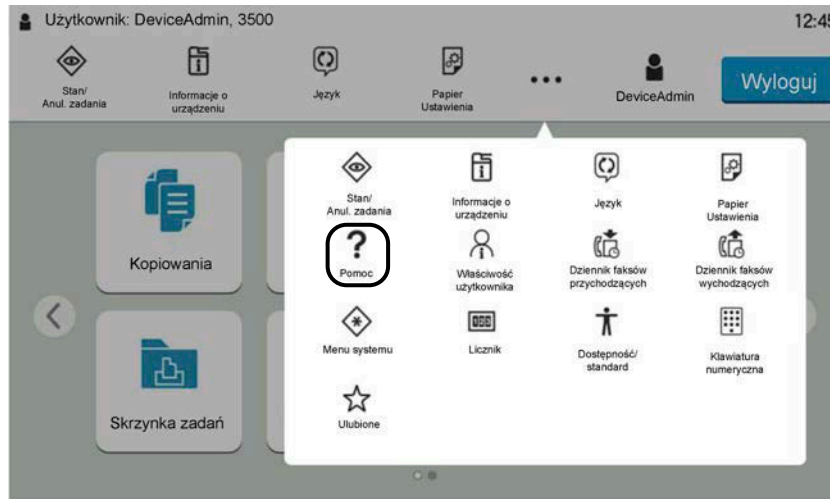 Użytkownik: DeviceAdmin, 3500
12:45
Stan/
Anul. zadania
Informacje o
urządzeniu
Język
Papier
Ustawienia
DeviceAdmin
Wyloguj
Stan/
Anul. zadania
Informacje o
urządzeniu
Język
Papier
Ustawienia
?
Pomoc
Właściwość
użytkownika
Dziennik faksów
przychodzących
Dziennik faksów
wychodzących
Menu systemu
Licznik
Dostępność/
standard
Klawiatura
numeryczna
Ulubione
Kopiowania
Skrzynka zadań